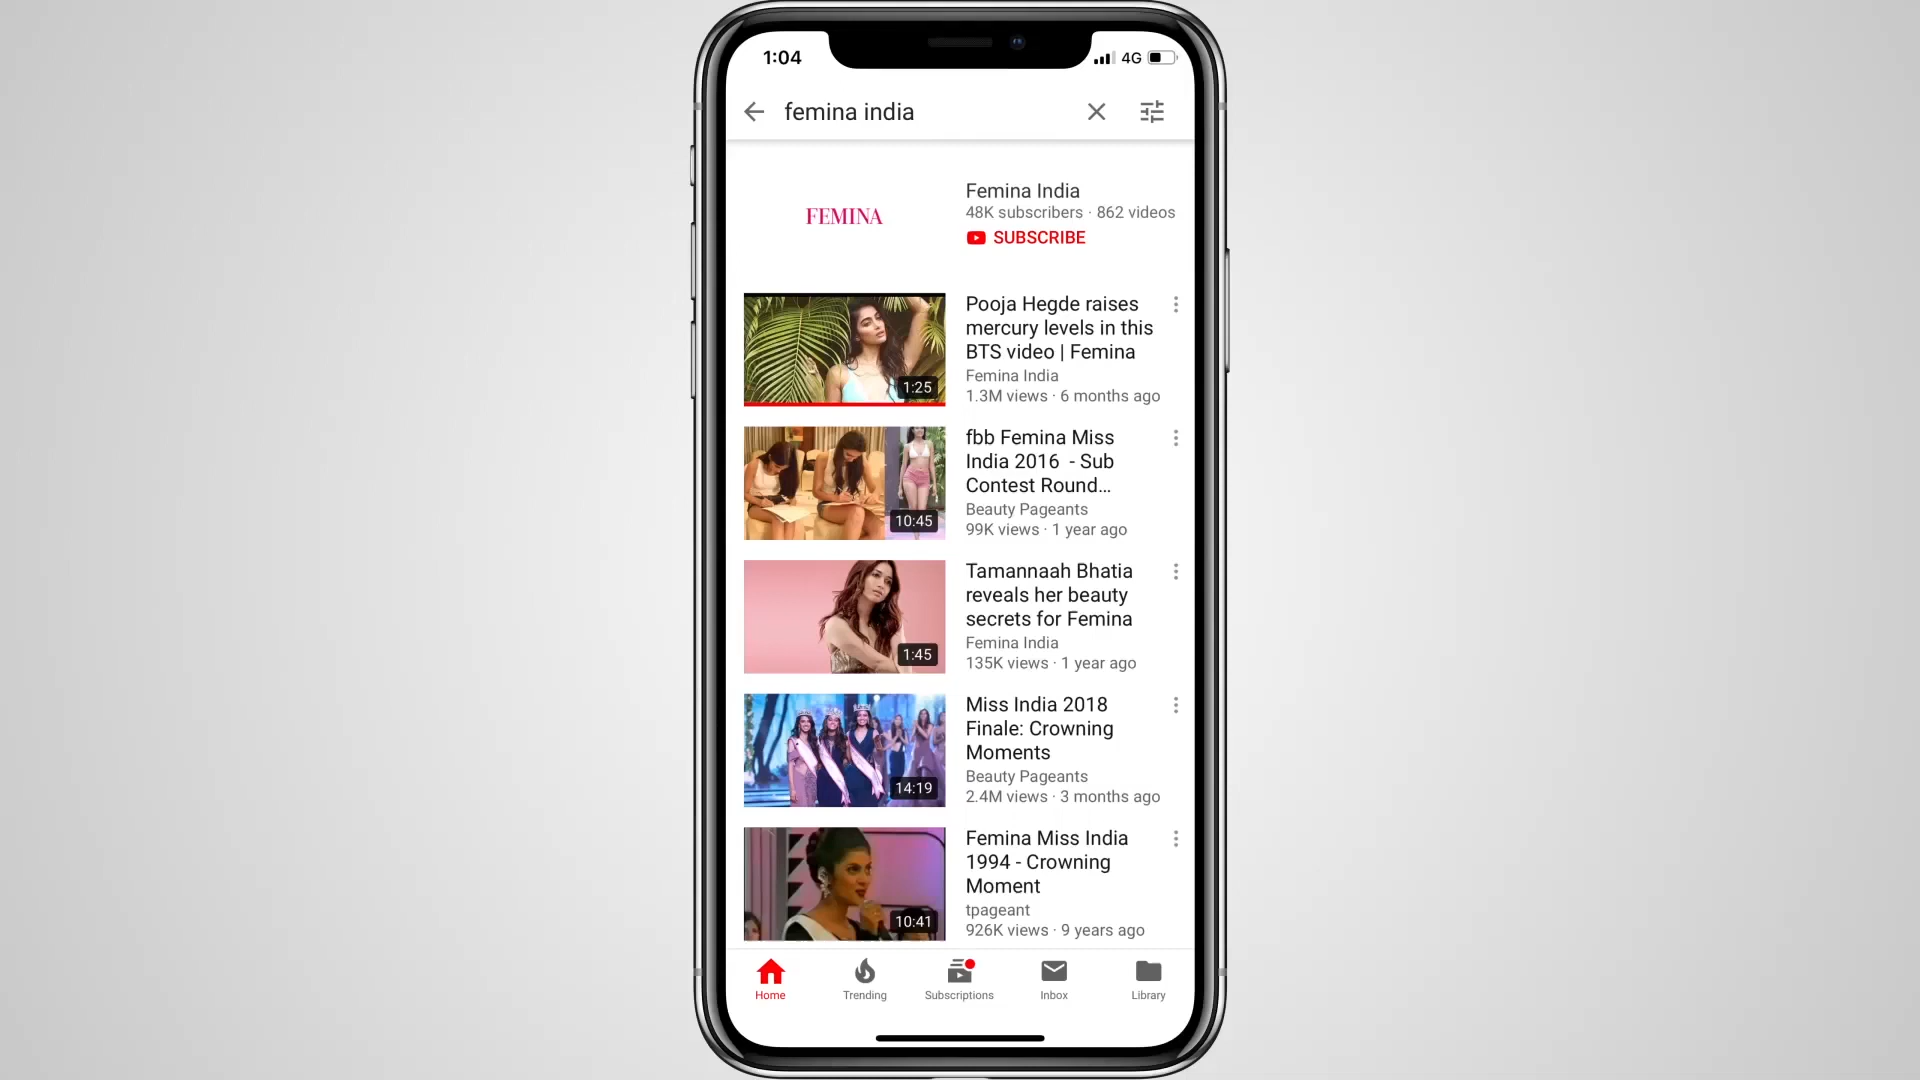 1:04
4G
femina india
FEMINA
Femina India
48K subscribers · 862 videos
SUBSCRIBE
Pooja Hegde raises
mercury levels in this
BTS video | Femina
Femina India
1.3M views · 6 months ago
1:25
fbb Femina Miss
India 2016 - Sub
Contest Round...
Beauty Pageants
99K views · 1 year ago
10:45
Tamannaah Bhatia
reveals her beauty
secrets for Femina
Femina India
135K views · 1 year ago
1:45
Miss India 2018
Finale: Crowning
Moments
Beauty Pageants
2.4M views · 3 months ago
14:19
Femina Miss India
1994 - Crowning
Moment
tpageant
926K views · 9 years ago
10:41
Home
Trending
Subscriptions
Inbox
Library